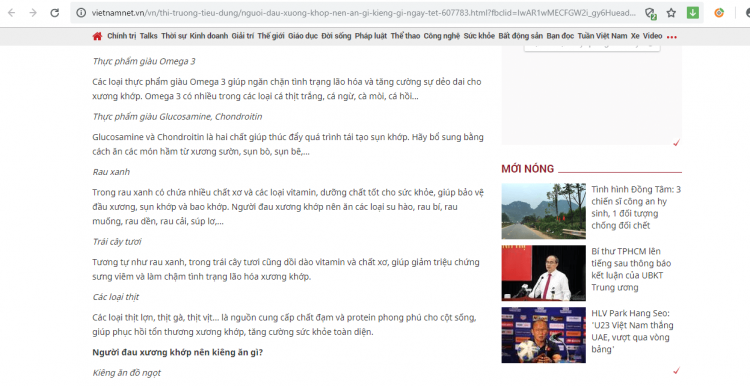 vietnamnet.vn/vn/thi-truong-tieu-dung/nguoi-dau-xuong-khop-nen-an-gi-kieng-gi-ngay-tet-607783.html?fbclid=IwAR1wMECFGW2i_gy6Huead...
2
Chính trị Talks Thời sự Kinh doanh Giải trí Thế giới Giáo dục Đời sống Pháp luật Thể thao Công nghệ Sức khỏe Bất động sản Bạn đọc Tuần Việt Nam Xe Video
Thực phẩm giàu Omega 3
Các loại thực phẩm giàu Omega 3 giúp ngăn chặn tình trạng lão hóa và tăng cường sự dẻo dai cho
xương khớp. Omega 3 có nhiều trong các loại cá thịt trắng, cá ngừ, cá mòi, cá hồi...
Thực phẩm giàu Glucosamine, Chondroitin
Glucosamine và Chondroitin là hai chất giúp thúc đẩy quá trình tái tạo sụn khớp. Hãy bổ sung bằng
cách ăn các món hầm từ xương sườn, sụn bò, sụn bê,...
Rau xanh
Trong rau xanh có chứa nhiều chất xơ và các loại vitamin, dưỡng chất tốt cho sức khỏe, giúp bảo vệ
đầu xương, sụn khớp và bao khớp. Người đau xương khớp nên ăn các loại su hào, rau bí, rau
muống, rau dền, rau cải, súp lơ,...
Trái cây tươi
Tương tự như rau xanh, trong trái cây tươi cũng dồi dào vitamin và chất xơ, giúp giảm triệu chứng
sưng viêm và làm chậm tình trạng lão hóa xương khớp.
Các loại thịt
Các loại thịt lợn, thịt gà, thịt vịt... là nguồn cung cấp chất đạm và protein phong phú cho cột sống,
giúp phục hồi tổn thương xương khớp, tăng cường sức khỏe toàn diện.
Người đau xương khớp nên kiêng ăn gì?
Kiêng ăn đồ ngọt
MỚI NÓNG
Tình hình Đồng Tâm: 3
chiến sĩ công an hy
sinh, 1 đối tượng
chống đối chết
Bí thư TPHCM lên
tiếng sau thông báo
kết luận của UBKT
Trung ương
HLV Park Hang Seo:
'U23 Việt Nam thắng
UAE, vượt qua vòng
bảng'